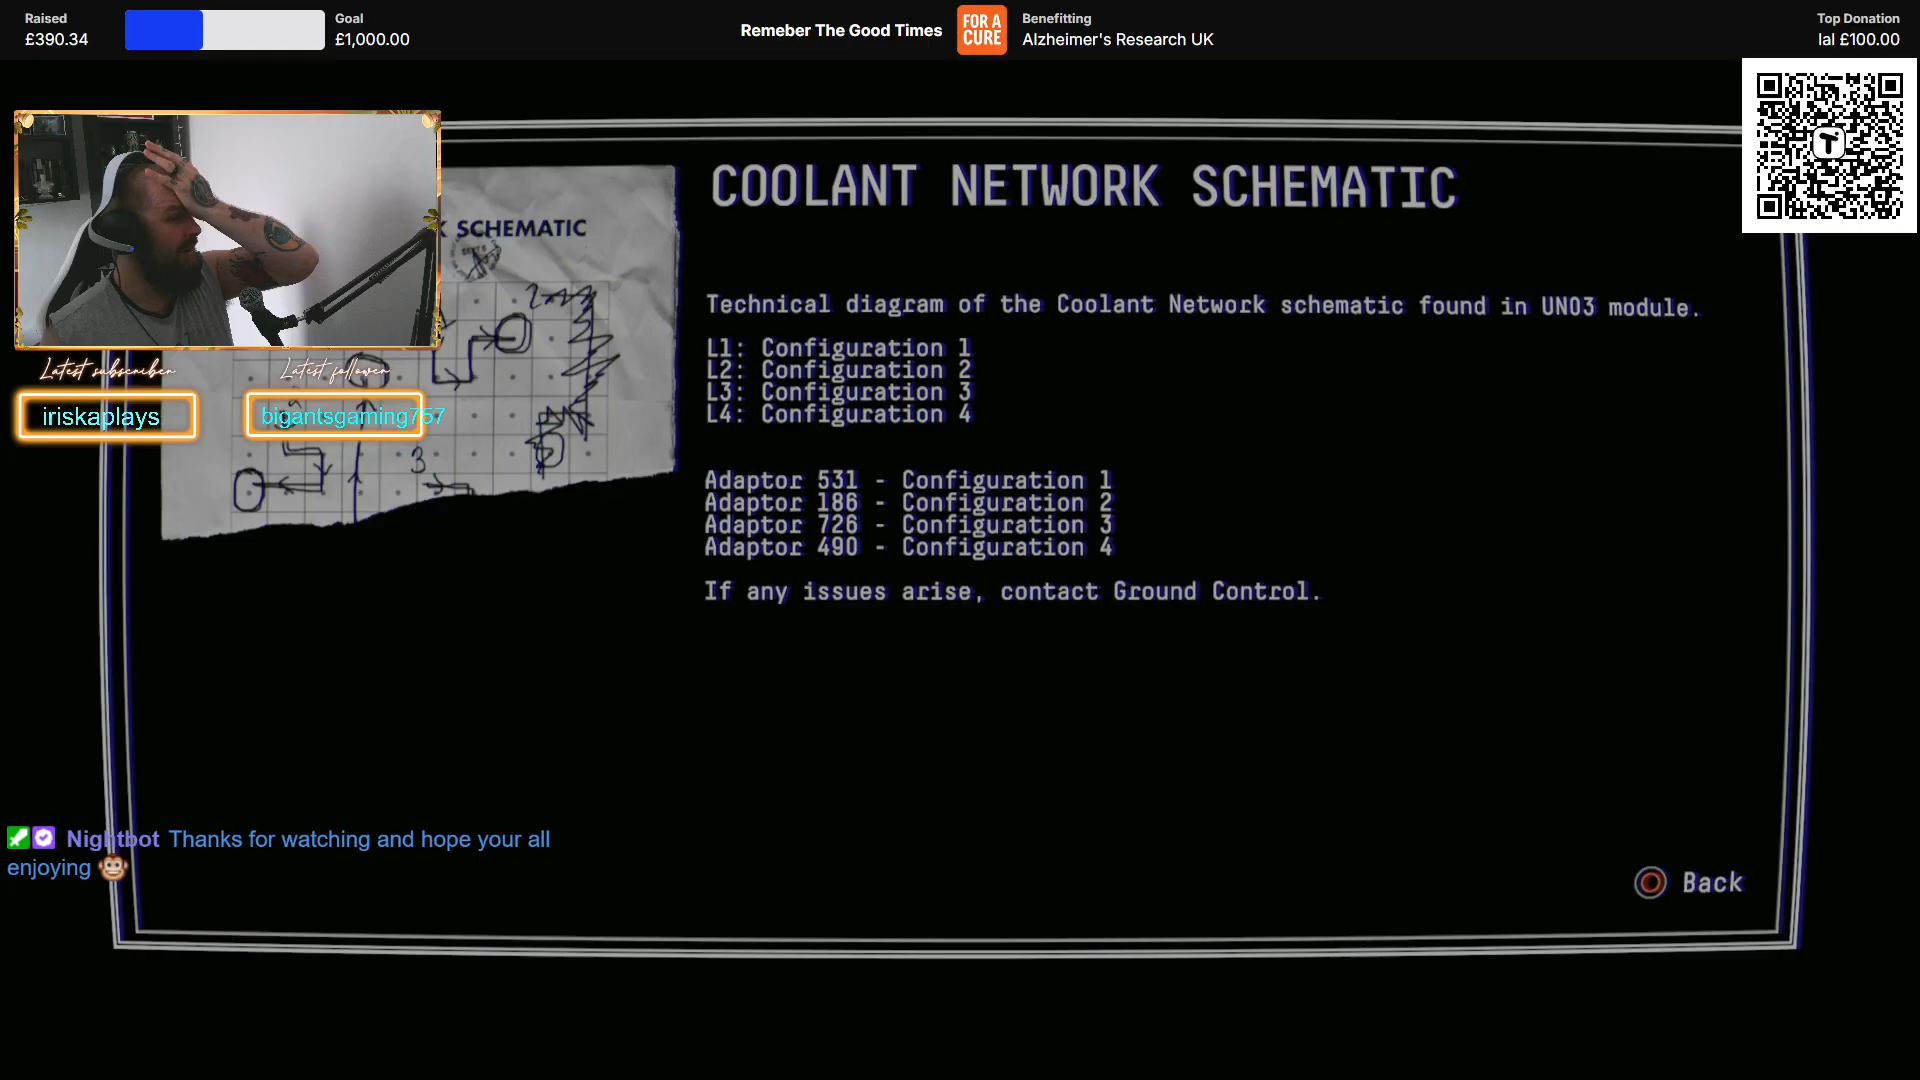 Raised
£390.34
Goal
£1,000.00
Remeber The Good Times
FOR A
CURE
Benefitting
Alzheimer's Research UK
Top Donation
lal £100.00
T
COOLANT NETWORK SCHEMATIC
SCHEMATIC
Technical diagram of the Coolant Network schematic found in UNO3 module.
L1: Configuration 1
L2: Configuration 2
L3: Configuration 3
L4: Configuration 4
Adaptor 531 - Configuration 1
Adaptor 186 - Configuration 2
Adaptor 726 - Configuration 3
Adaptor 490 - Configuration 4
If any issues arise, contact Ground Control.
2
3
Latest subscriber
Latest follower
iriskaplays
bigantsgaming757
Nightbot Thanks for watching and hope your all
enjoying
Back